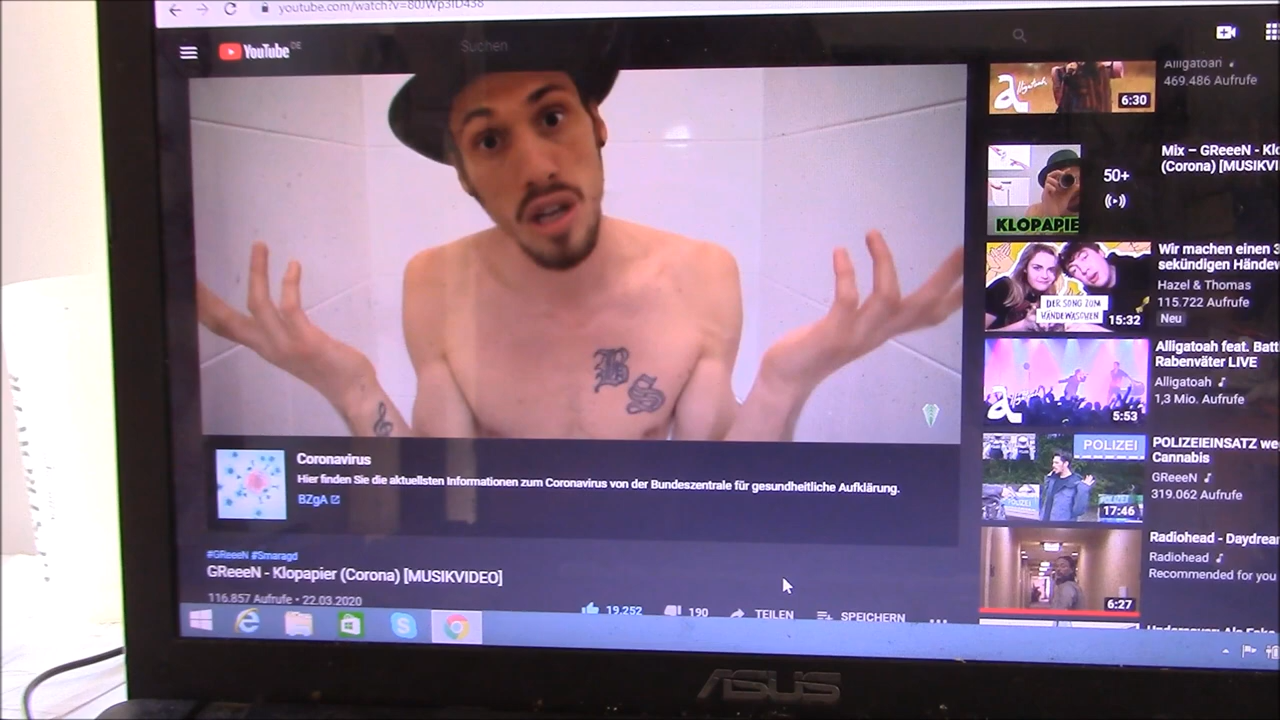 youtube.com/watch?v=80JWp3ID438
YouTube DE
Suchen
BS
Coronavirus
Hier finden Sie die aktuellsten Informationen zum Coronavirus von der Bundeszentrale für gesundheitliche Aufklärung.
BZgA
#GReeeN #Smaragd
GReeeN - Klopapier (Corona) [MUSIKVIDEO]
116.857 Aufrufe • 22.03.2020
19.252
190
TEILEN
SPEICHERN
Alligatoah
469.486 Aufrufe
a
6:30
Mix – GReeeN - Klo
(Corona) [MUSIKVI
50+
KLOPAPIE
Wir machen einen 3
sekündigen Händew
Hazel & Thomas
115.722 Aufrufe
Neu
DER SONG ZUM
HÄNDEWASCHEN
15:32
Alligatoah feat. Batt
Rabenväter LIVE
Alligatoah
1,3 Mio. Aufrufe
a
5:53
POLIZEIEINSATZ we
Cannabis
GReeeN
319.062 Aufrufe
POLIZEI
POLIZEI
17:46
Radiohead - Daydrear
Radiohead
Recommended for you
6:27
ASUS